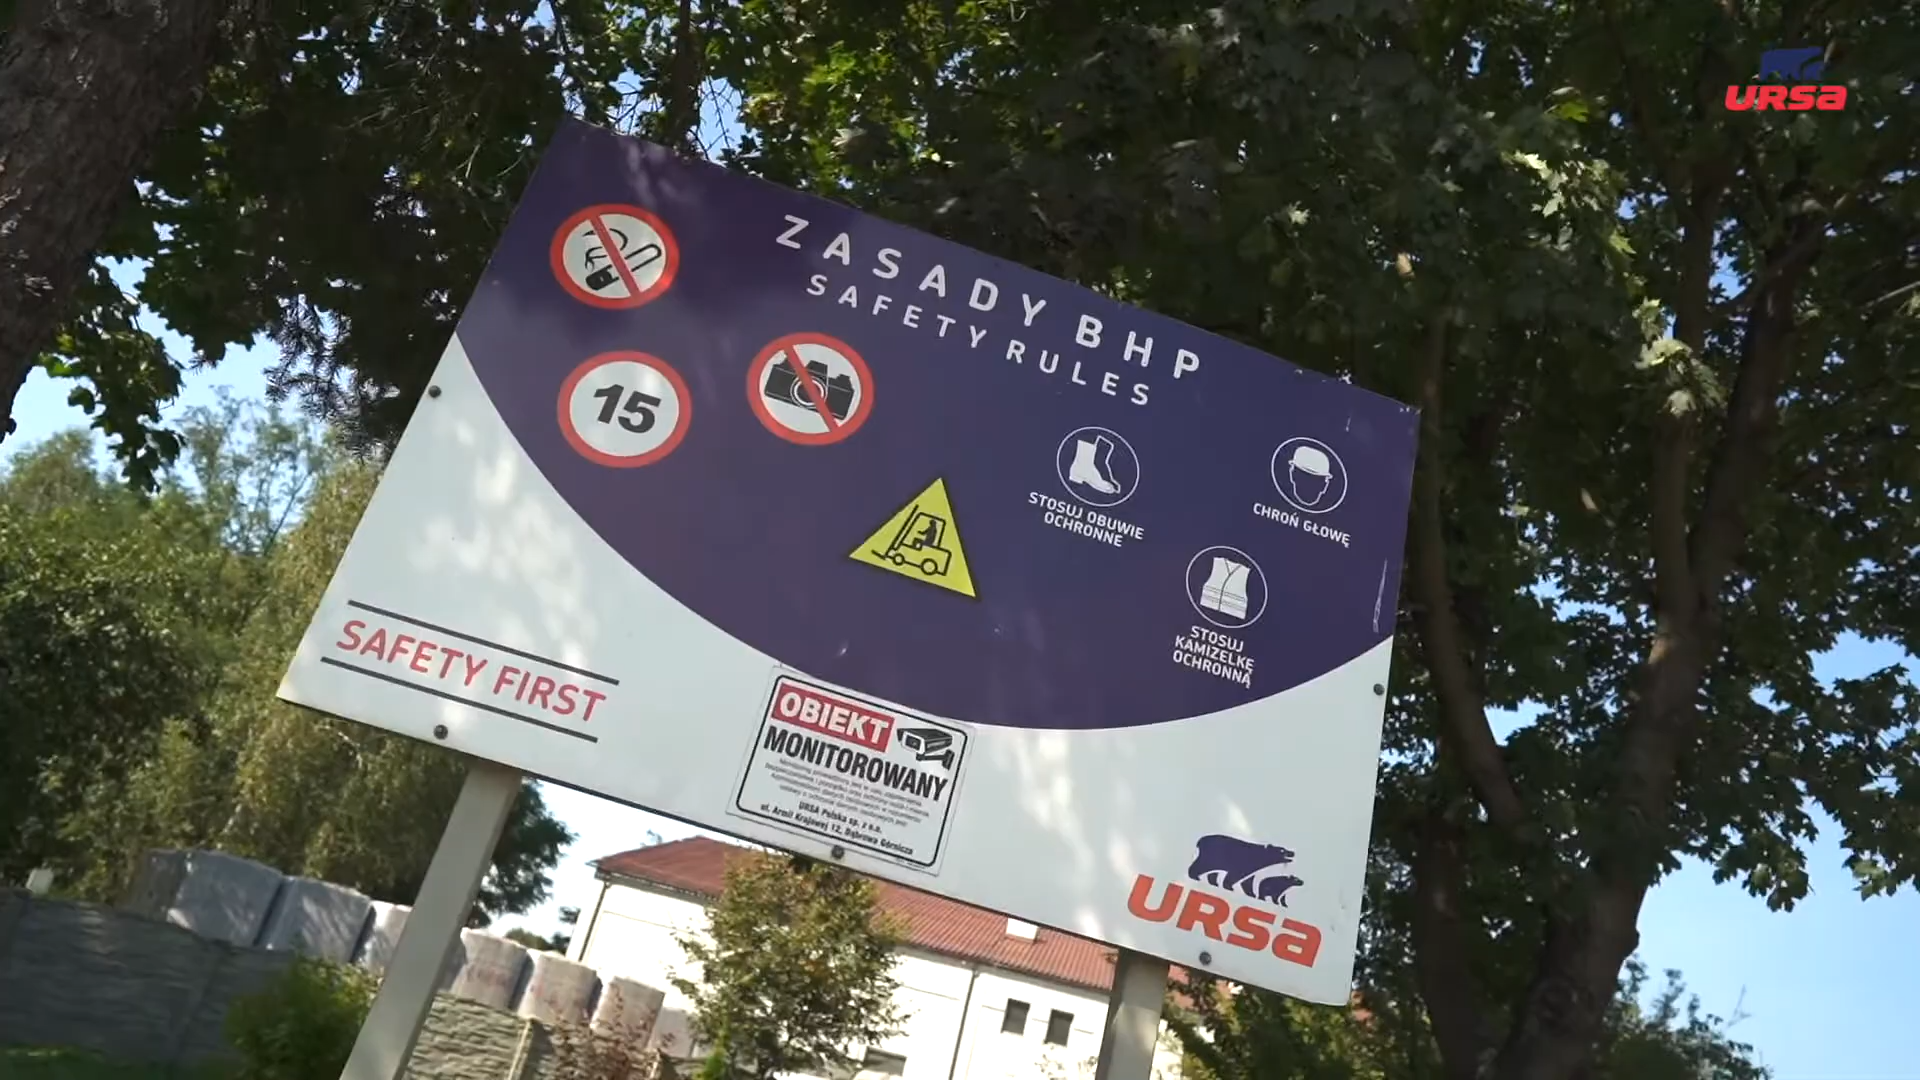 URSA
ZASADY BHP
SAFETY RULES
15
STOSUJ OBUWIE
OCHRONNE
CHROŃ GŁOWĘ
STOSUJ
KAMIZELKĘ
OCHRONNĄ
SAFETY FIRST
OBIEKT
MONITOROWANY
URSA Polska sp. z o.o.
ul. Armii Krajowej 12, Dąbrowa Górnicza
URSA